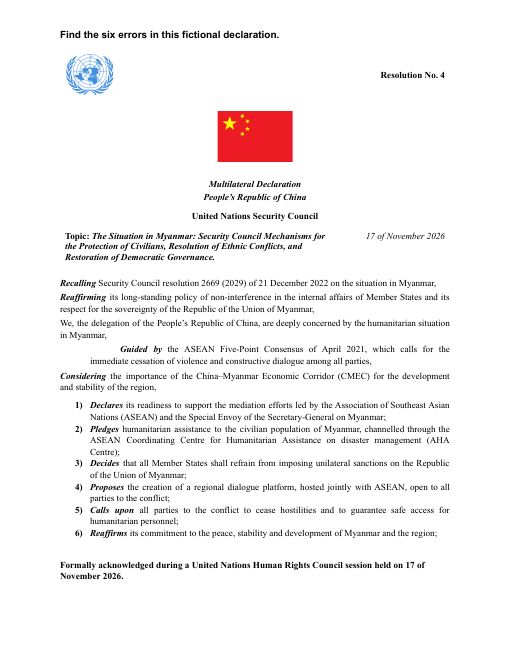 Find the six errors in this fictional declaration.
Resolution No. 4
Multilateral Declaration
People's Republic of China
United Nations Security Council
Topic: The Situation in Myanmar: Security Council Mechanisms for
the Protection of Civilians, Resolution of Ethnic Conflicts, and
Restoration of Democratic Governance.
17 of November 2026
Recalling Security Council resolution 2669 (2029) of 21 December 2022 on the situation in Myanmar,
Reaffirming its long-standing policy of non-interference in the internal affairs of Member States and its
respect for the sovereignty of the Republic of the Union of Myanmar,
We, the delegation of the People's Republic of China, are deeply concerned by the humanitarian situation
in Myanmar,
Guided by the ASEAN Five-Point Consensus of April 2021, which calls for the
immediate cessation of violence and constructive dialogue among all parties,
Considering the importance of the China–Myanmar Economic Corridor (CMEC) for the development
and stability of the region,
1) Declares its readiness to support the mediation efforts led by the Association of Southeast Asian
Nations (ASEAN) and the Special Envoy of the Secretary-General on Myanmar;
2) Pledges humanitarian assistance to the civilian population of Myanmar, channelled through the
ASEAN Coordinating Centre for Humanitarian Assistance on disaster management (AHA
Centre);
3) Decides that all Member States shall refrain from imposing unilateral sanctions on the Republic
of the Union of Myanmar;
4) Proposes the creation of a regional dialogue platform, hosted jointly with ASEAN, open to all
parties to the conflict;
5) Calls upon all parties to the conflict to cease hostilities and to guarantee safe access for
humanitarian personnel;
6) Reaffirms its commitment to the peace, stability and development of Myanmar and the region;
Formally acknowledged during a United Nations Human Rights Council session held on 17 of
November 2026.